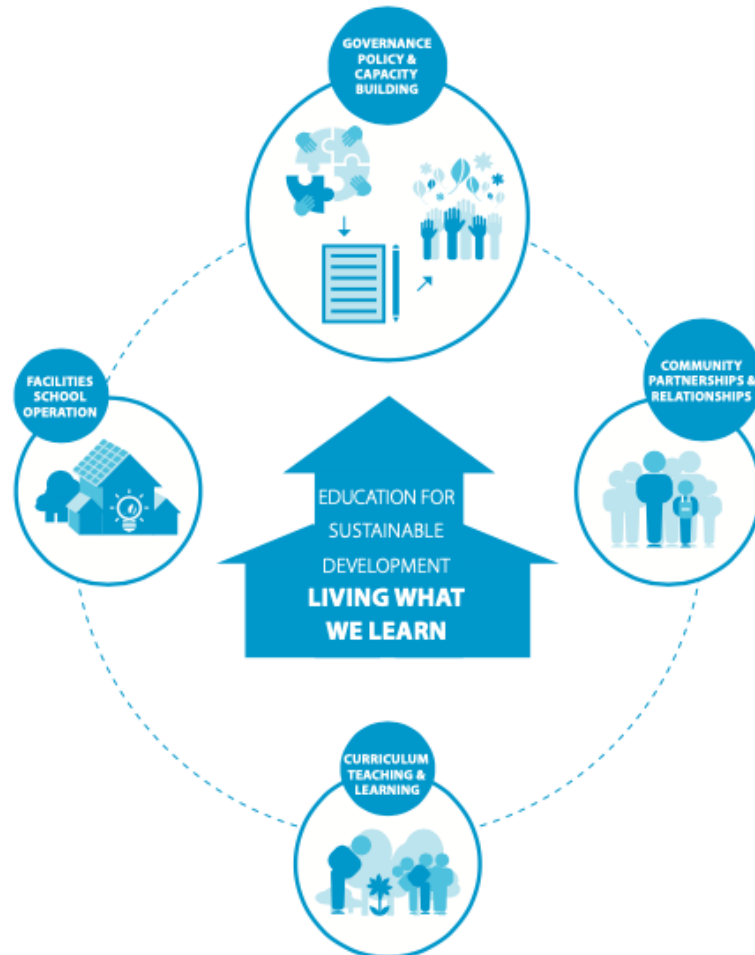 GOVERNANCE
POLICY &
CAPACITY
BUILDING
FACILITIES
SCHOOL
OPERATION
COMMUNITY
PARTNERSHIPS &
RELATIONSHIPS
EDUCATION FOR
SUSTAINABLE
DEVELOPMENT
LIVING WHAT
WE LEARN
CURRICULUM
TEACHING &
LEARNING